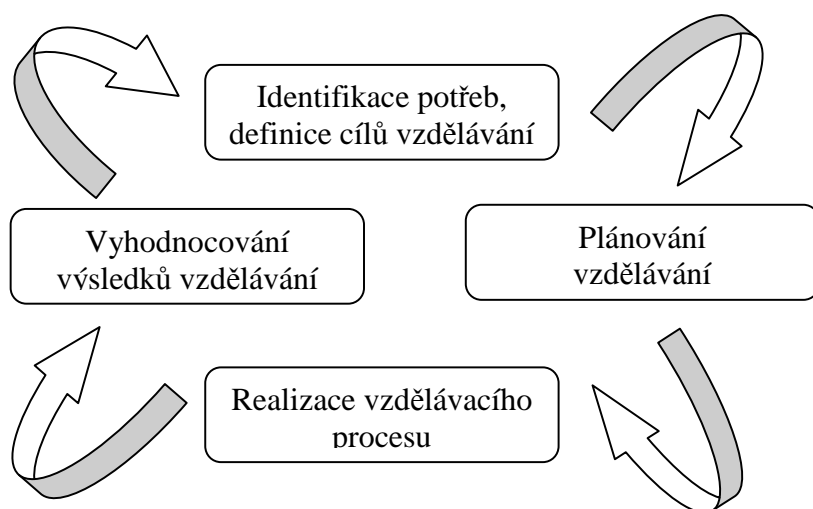 Identifikace potřeb,
definice cílů vzdělávání
Vyhodnocování
výsledků vzdělávání
Plánování
vzdělávání
Realizace vzdělávacího
procesu